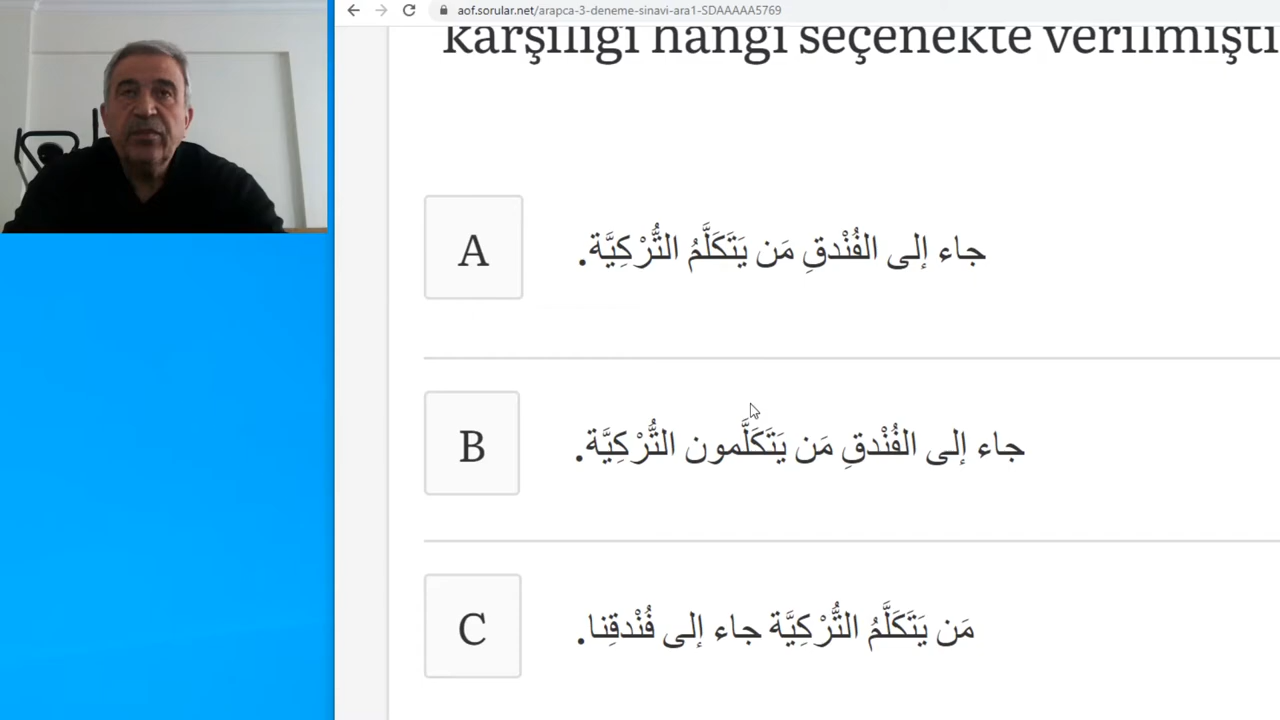 aof.sorular.net/arapca-3-deneme-sinavi-ara1-SDAAAAA5769
karşılığı hangi seçenekte verilmişti
A
جاء إلى الفُنْدقِ مَن يَتَكَلَّمُ التُّرْكِيَّة.
B
جاء إلى الفُنْدقِ مَن يَتَكَلَّمون التُّرْكِيَّة.
C
مَن يَتَكَلَّمُ التُّرْكِيَّة جاء إلى فُنْدقِنا.